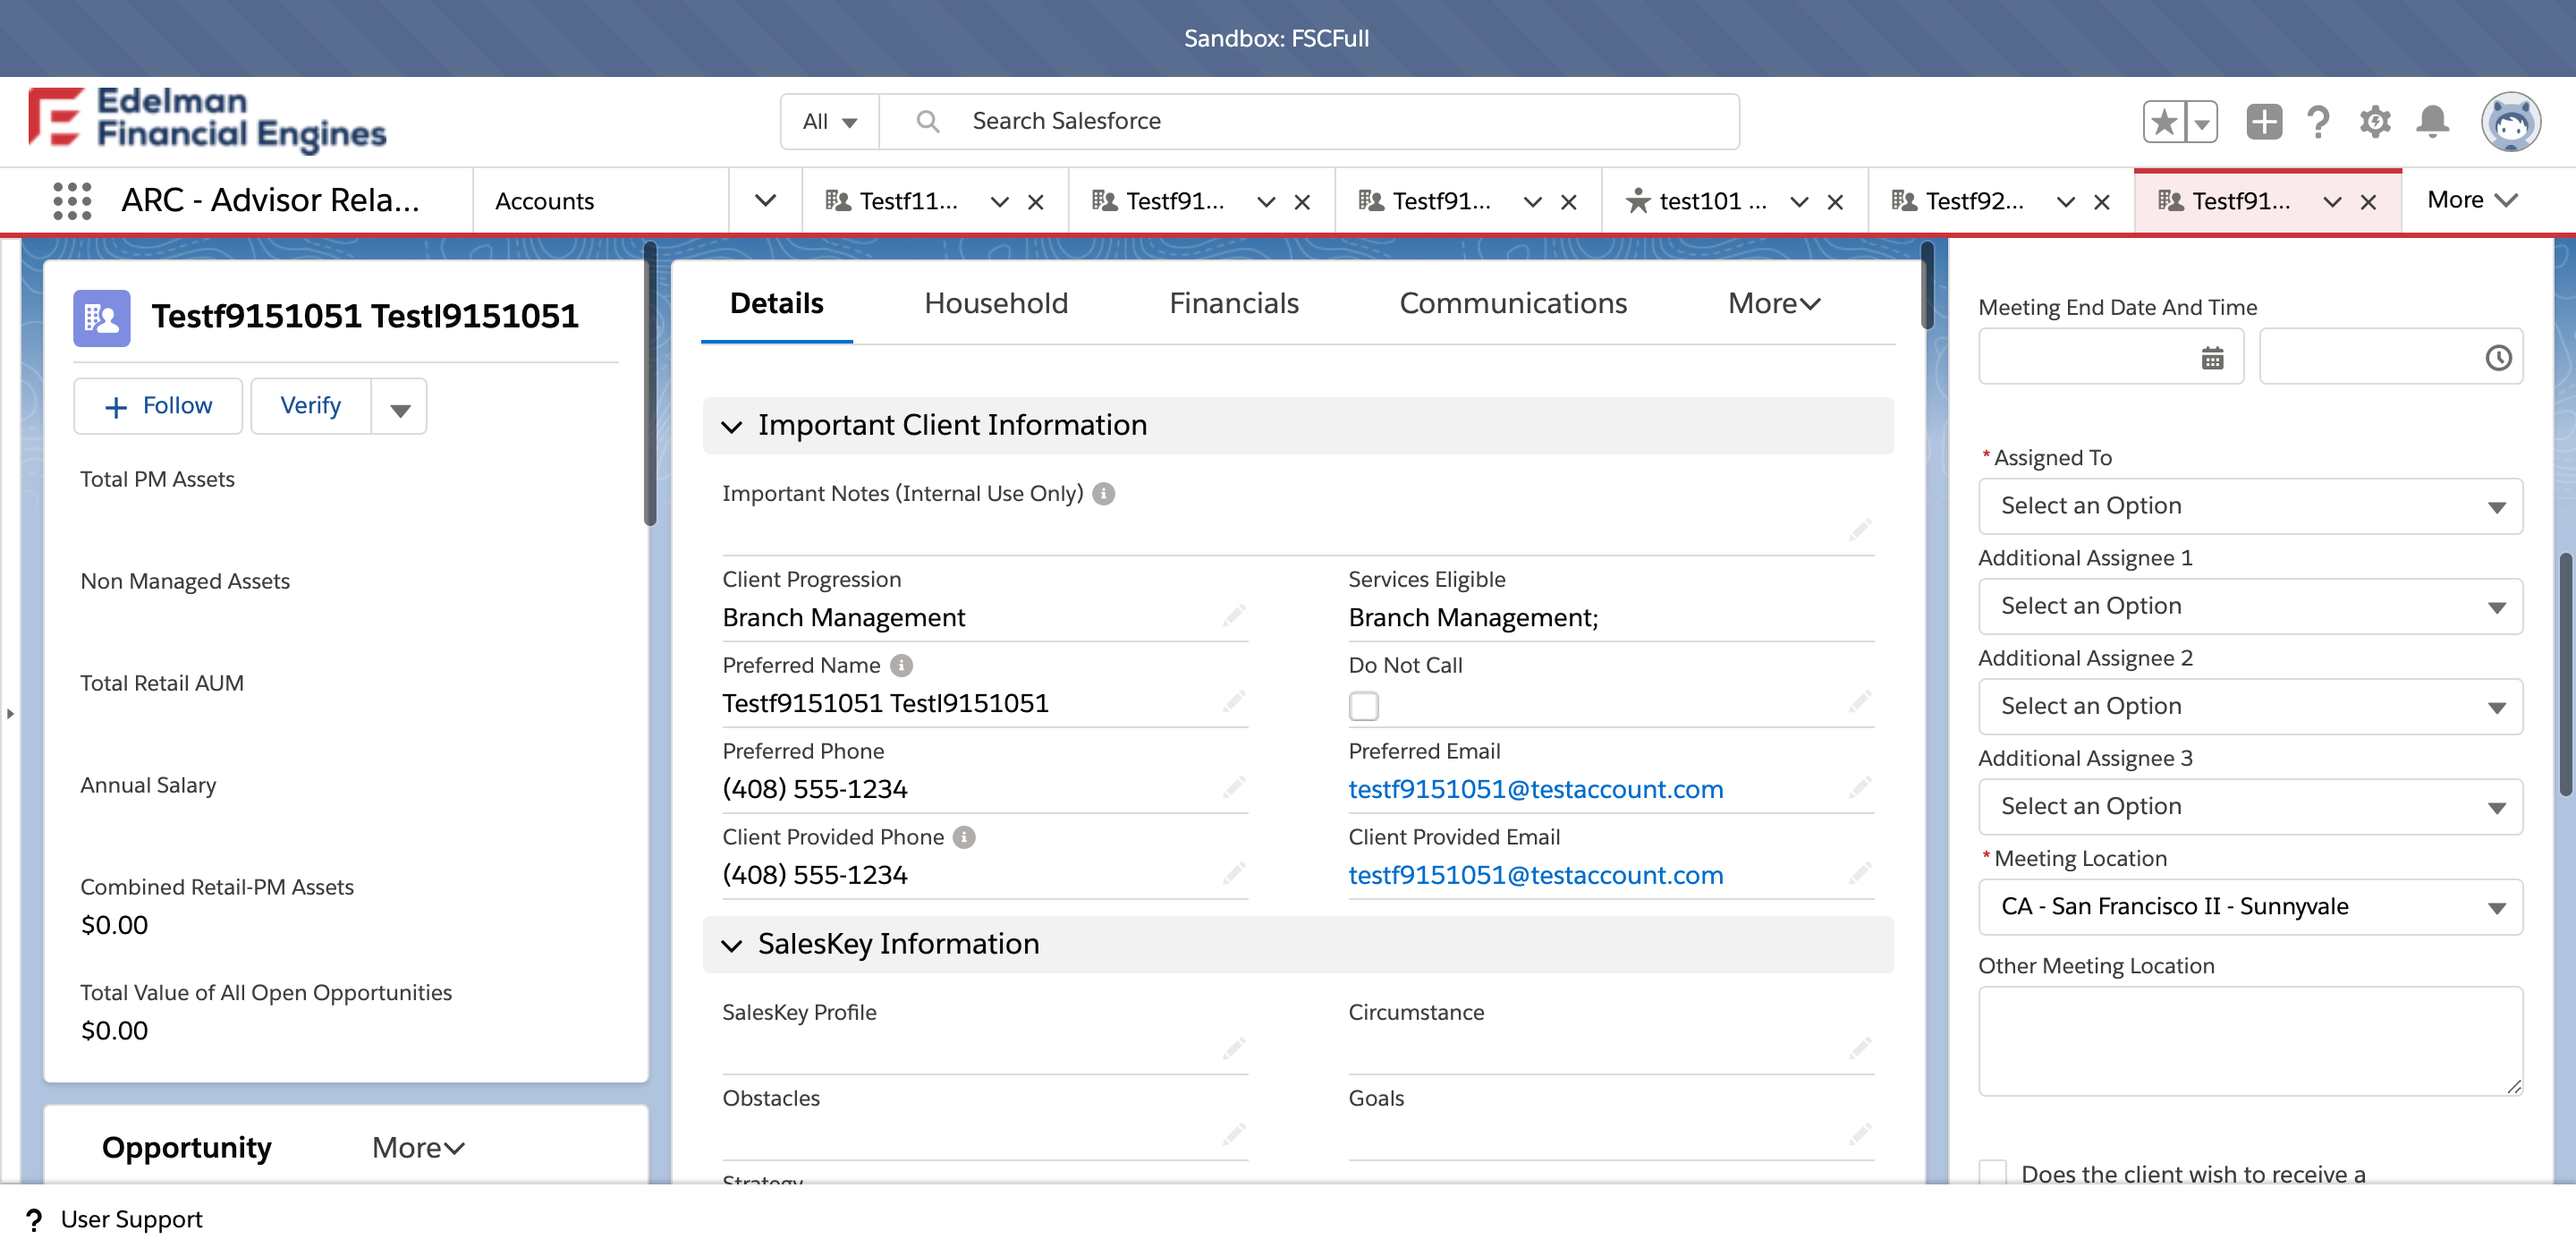 Sandbox: FSCFull
Edelman
Financial Engines
All
Search Salesforce
ARC - Advisor Rela...
Accounts
Testf11...
Testf91...
Testf91...
test101 ...
Testf92...
Testf91...
More
Testf9151051 Testl9151051
Follow
Verify
Total PM Assets
Non Managed Assets
Total Retail AUM
Annual Salary
Combined Retail-PM Assets
$0.00
Total Value of All Open Opportunities
$0.00
Opportunity
More
Details
Household
Financials
Communications
More
Important Client Information
Important Notes (Internal Use Only)
Client Progression
Branch Management
Services Eligible
Branch Management;
Preferred Name
Testf9151051 Testl9151051
Do Not Call
Preferred Phone
(408) 555-1234
Preferred Email
testf9151051@testaccount.com
Client Provided Phone
(408) 555-1234
Client Provided Email
testf9151051@testaccount.com
SalesKey Information
SalesKey Profile
Circumstance
Obstacles
Goals
Strategy
Meeting End Date And Time
*Assigned To
Select an Option
Additional Assignee 1
Select an Option
Additional Assignee 2
Select an Option
Additional Assignee 3
Select an Option
*Meeting Location
CA - San Francisco II - Sunnyvale
Other Meeting Location
Does the client wish to receive a
? User Support